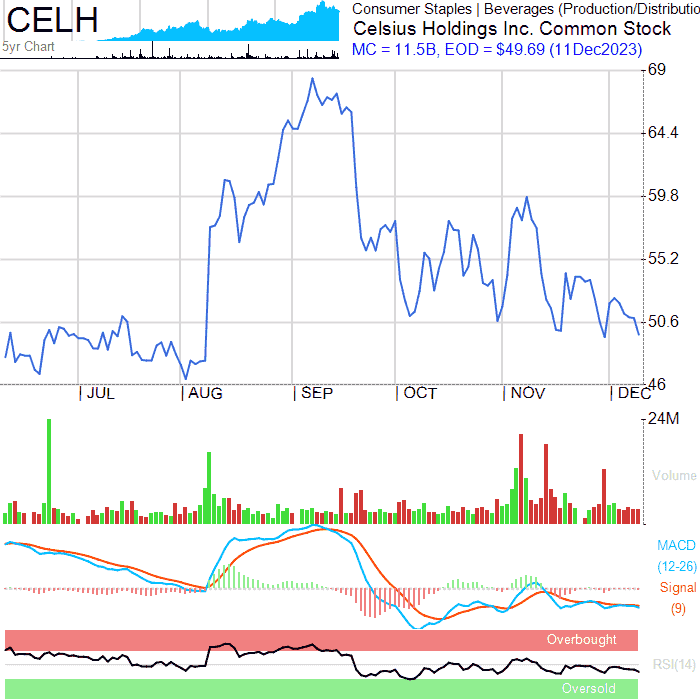 CELH
5yr Chart
Consumer Staples | Beverages (Production/Distributio
Celsius Holdings Inc. Common Stock
MC = 11.5B, EOD = $49.69 (11Dec2023)
69
64.4
59.8
55.2
50.6
46
JUL AUG SEP OCT NOV DEC
24M
Volume
MACD
(12-26)
Signal
(9)
Overbought
RSI(14)
Oversold